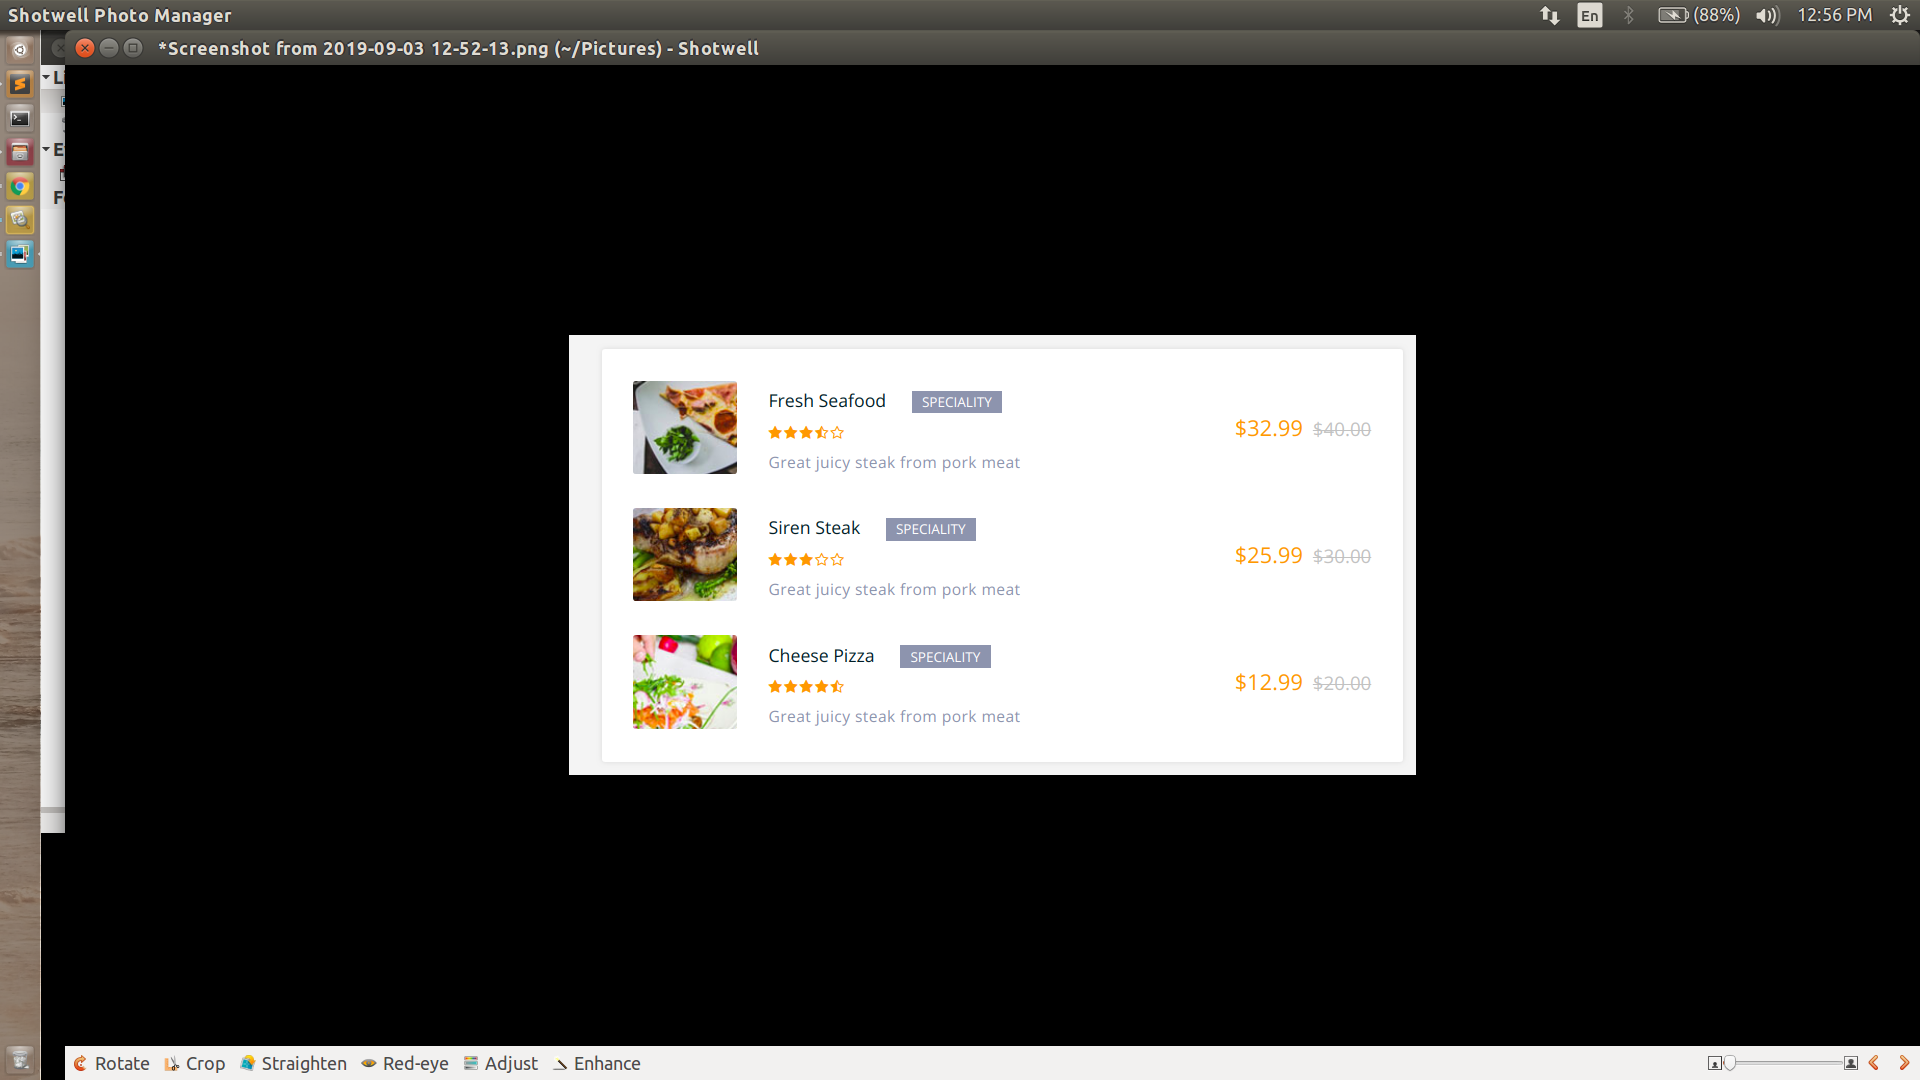 Shotwell Photo Manager
En
(88%)
12:56 PM
*Screenshot from 2019-09-03 12-52-13.png (~/Pictures) - Shotwell
Fresh Seafood SPECIALITY
$32.99 $40.00
Great juicy steak from pork meat
Siren Steak SPECIALITY
$25.99 $30.00
Great juicy steak from pork meat
Cheese Pizza SPECIALITY
$12.99 $20.00
Great juicy steak from pork meat
Rotate Crop Straighten Red-eye Adjust Enhance